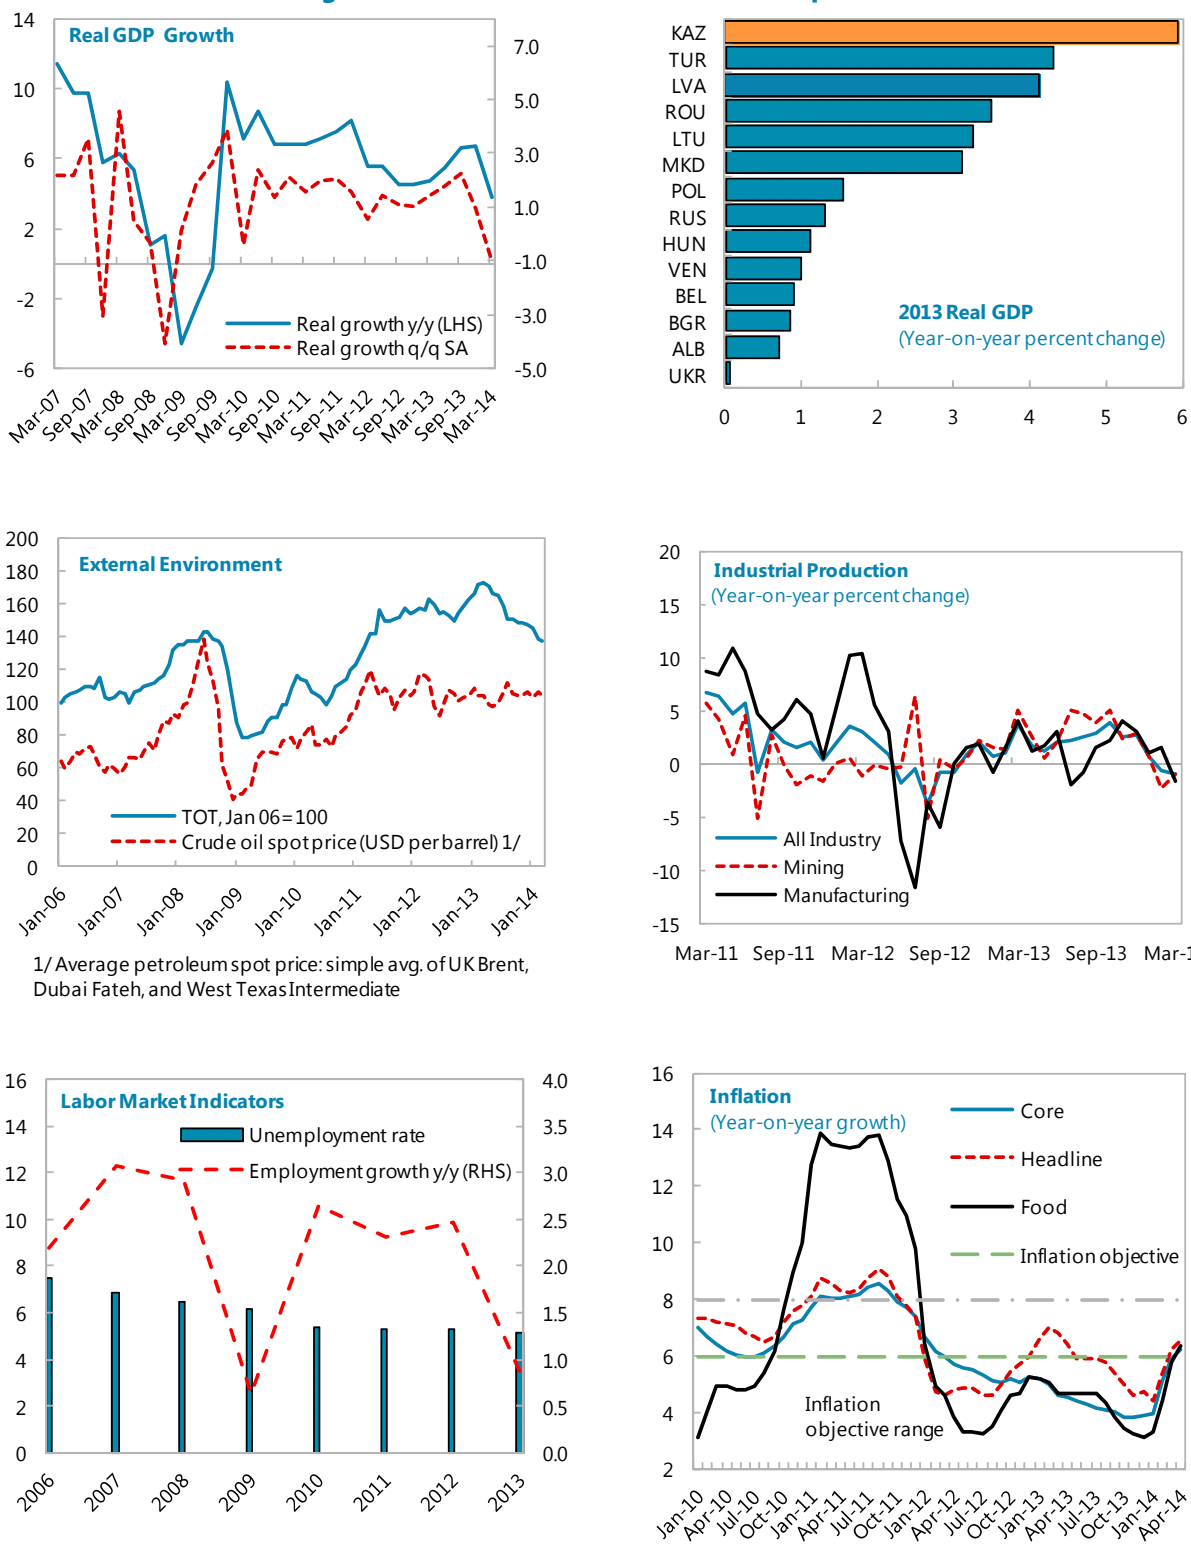 Real GDP Growth
14
10
6
2
-2
-6
7.0
5.0
3.0
1.0
-1.0
-3.0
-5.0
Real growth y/y (LHS)
Real growth q/q SA
Mar-07
Sep-07
Mar-08
Sep-08
Mar-09
Sep-09
Mar-10
Sep-10
Mar-11
Sep-11
Mar-12
Sep-12
Mar-13
Sep-13
Mar-14
KAZ
TUR
LVA
ROU
LTU
MKD
POL
RUS
HUN
VEN
BEL
BGR
ALB
UKR
2013 Real GDP
(Year-on-year percent change)
0 1 2 3 4 5 6
External Environment
200
180
160
140
120
100
80
60
40
20
0
TOT, Jan 06=100
Crude oil spot price (USD per barrel) 1/
Jan-06
Jan-07
Jan-08
Jan-09
Jan-10
Jan-11
Jan-12
Jan-13
Jan-14
1/ Average petroleum spot price: simple avg. of UK Brent,
Dubai Fateh, and West Texas Intermediate
Industrial Production
(Year-on-year percent change)
20
15
10
5
0
-5
-10
-15
All Industry
Mining
Manufacturing
Mar-11 Sep-11 Mar-12 Sep-12 Mar-13 Sep-13 Mar-1
Labor Market Indicators
16
14
12
10
8
6
4
2
0
4.0
3.5
3.0
2.5
2.0
1.5
1.0
0.5
0.0
Unemployment rate
Employment growth y/y (RHS)
2006
2007
2008
2009
2010
2011
2012
2013
Inflation
(Year-on-year growth)
16
14
12
10
8
6
4
2
Core
Headline
Food
Inflation objective
Inflation
objective range
Jan-10
Apr-10
Jul-10
Oct-10
Jan-11
Apr-11
Jul-11
Oct-11
Jan-12
Apr-12
Jul-12
Oct-12
Jan-13
Apr-13
Jul-13
Oct-13
Jan-14
Apr-14